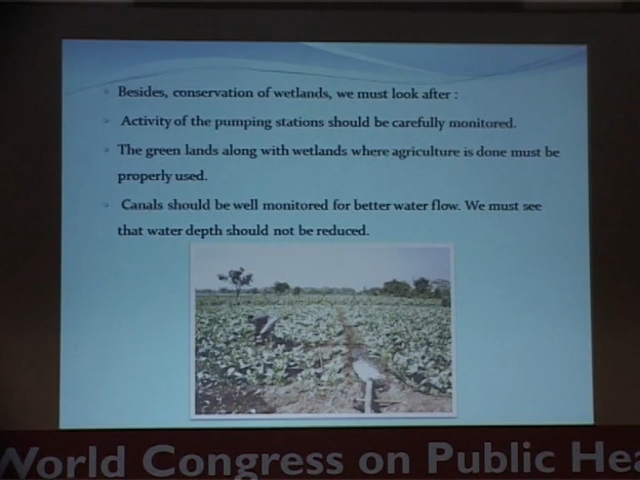 Besides, conservation of wetlands, we must look after :
Activity of the pumping stations should be carefully monitored.
The green lands along with wetlands where agriculture is done must be
properly used.
Canals should be well monitored for better water flow. We must see
that water depth should not be reduced.
World Congress on Public Hea